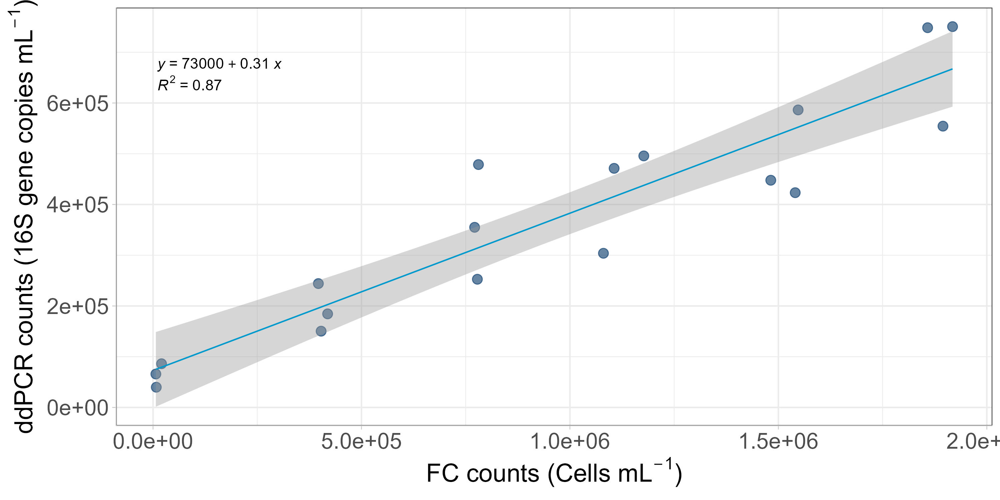 ddPCR counts (16S gene copies mL⁻¹)
y = 73000 + 0.31 x
R² = 0.87
6e+05
4e+05
2e+05
0e+00
0.0e+00 5.0e+05 1.0e+06 1.5e+06 2.0e+
FC counts (Cells mL⁻¹)